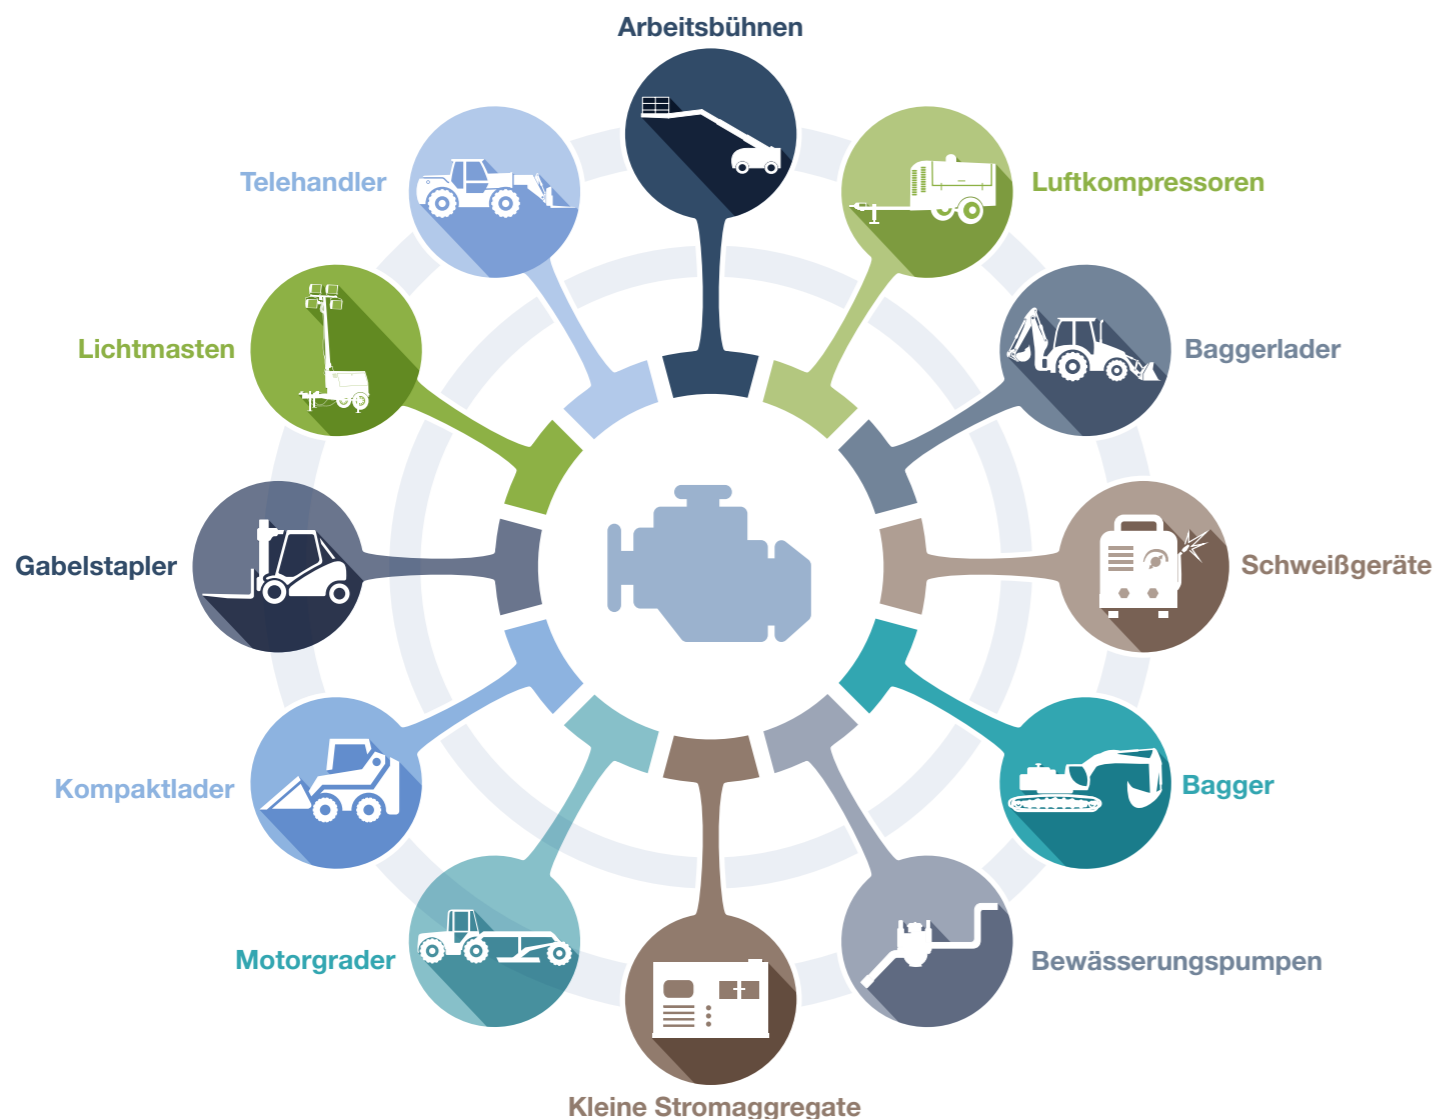 Arbeitsbühnen
Telehandler
Luftkompressoren
Lichtmasten
Baggerlader
Gabelstapler
Schweißgeräte
Kompaktlader
Bagger
Motorgrader
Bewässerungspumpen
Kleine Stromaggregate